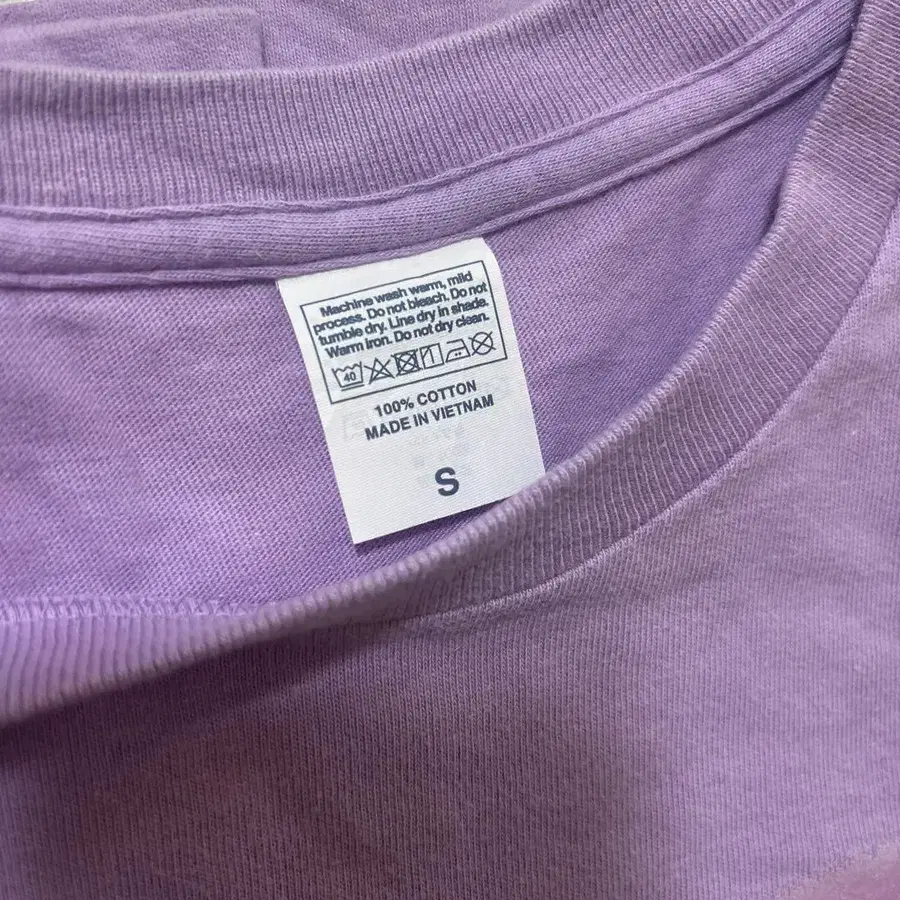 Machine wash warm, mild
process. Do not bleach. Do not
tumble dry. Line dry in shade.
Warm Iron. Do not dry clean.
40
100% COTTON
MADE IN VIETNAM
S